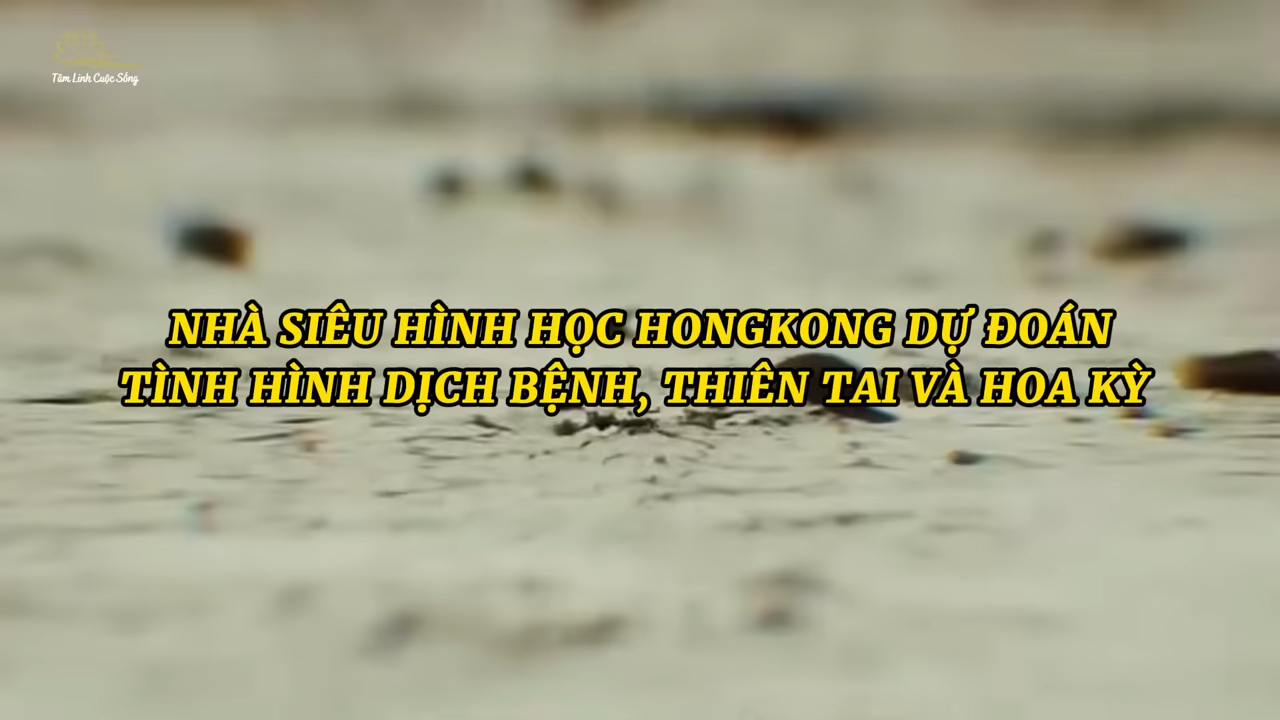 Tâm Linh Cuộc Sống
NHÀ SIÊU HÌNH HỌC HONGKONG DỰ ĐOÁN
TÌNH HÌNH DỊCH BỆNH, THIÊN TAI VÀ HOA KỲ